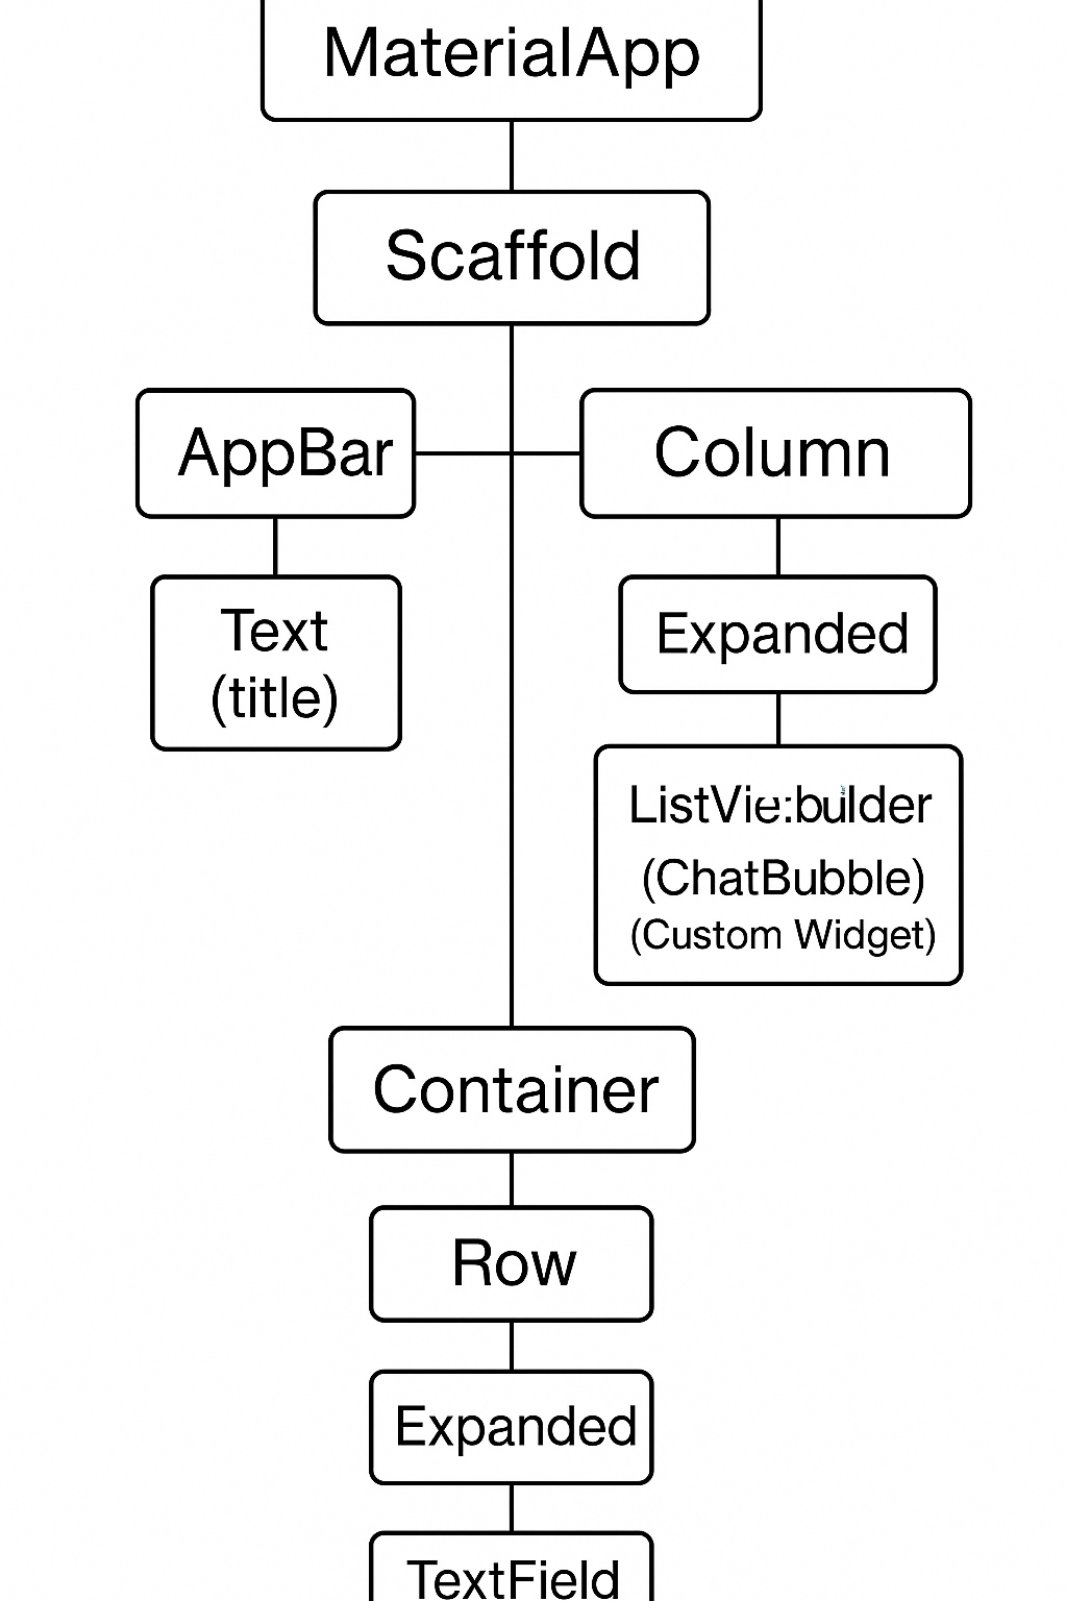 MaterialApp
Scaffold
AppBar
Column
Text
(title)
Expanded
ListVie:builder
(ChatBubble)
(Custom Widget)
Container
Row
Expanded
TextField